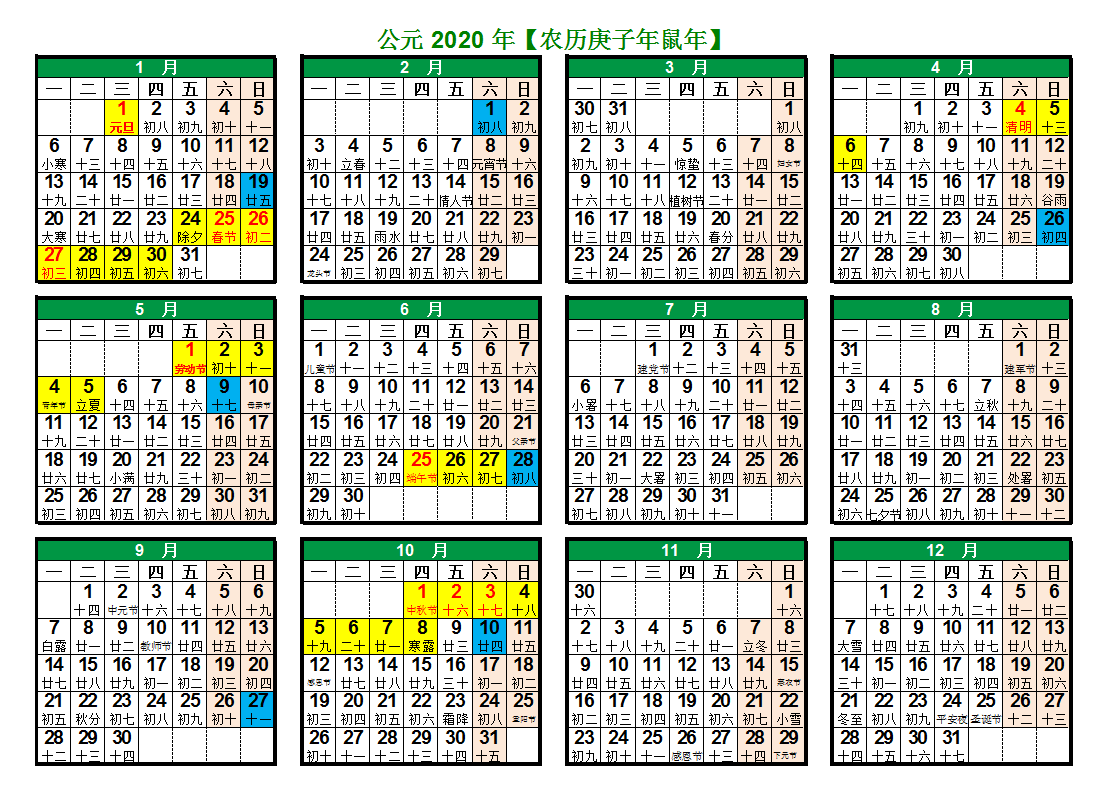 公元 2020 年【农历庚子年鼠年】
1 月
一 二 三 四 五 六 日
1 2 3 4 5
元旦 初八 初九 初十 十一
6 7 8 9 10 11 12
小寒 十三 十四 十五 十六 十七 十八
13 14 15 16 17 18 19
十九 二十 廿一 廿二 廿三 廿四 廿五
20 21 22 23 24 25 26
大寒 廿七 廿八 廿九 除夕 春节 初二
27 28 29 30 31
初三 初四 初五 初六 初七
2 月
一 二 三 四 五 六 日
1 2
初八 初九
3 4 5 6 7 8 9
初十 立春 十二 十三 十四 元宵节 十六
10 11 12 13 14 15 16
十七 十八 十九 二十 情人节 廿二 廿三
17 18 19 20 21 22 23
廿四 廿五 雨水 廿七 廿八 廿九 初一
24 25 26 27 28 29
龙头节 初三 初四 初五 初六 初七
3 月
一 二 三 四 五 六 日
30 31 1
初七 初八 初八
2 3 4 5 6 7 8
初九 初十 十一 惊蛰 十三 十四 妇女节
9 10 11 12 13 14 15
十六 十七 十八 植树节 二十 廿一 廿二
16 17 18 19 20 21 22
廿三 廿四 廿五 廿六 春分 廿八 廿九
23 24 25 26 27 28 29
三十 初一 初二 初三 初四 初五 初六
4 月
一 二 三 四 五 六 日
1 2 3 4 5
初九 初十 十一 清明 十三
6 7 8 9 10 11 12
十四 十五 十六 十七 十八 十九 二十
13 14 15 16 17 18 19
廿一 廿二 廿三 廿四 廿五 廿六 谷雨
20 21 22 23 24 25 26
廿八 廿九 三十 初一 初二 初三 初四
27 28 29 30
初五 初六 初七 初八
5 月
一 二 三 四 五 六 日
1 2 3
劳动节 初十 十一
4 5 6 7 8 9 10
青年节 立夏 十四 十五 十六 十七 母亲节
11 12 13 14 15 16 17
十九 二十 廿一 廿二 廿三 廿四 廿五
18 19 20 21 22 23 24
廿六 廿七 小满 廿九 三十 初一 初二
25 26 27 28 29 30 31
初三 初四 初五 初六 初七 初八 初九
6 月
一 二 三 四 五 六 日
1 2 3 4 5 6 7
儿童节 十一 十二 十三 十四 十五 十六
8 9 10 11 12 13 14
十七 十八 十九 二十 廿一 廿二 廿三
15 16 17 18 19 20 21
廿四 廿五 廿六 廿七 廿八 廿九 父亲节
22 23 24 25 26 27 28
初二 初三 初四 端午节 初六 初七 初八
29 30
初九 初十
7 月
一 二 三 四 五 六 日
1 2 3 4 5
建党节 十二 十三 十四 十五
6 7 8 9 10 11 12
小署 十七 十八 十九 二十 廿一 廿二
13 14 15 16 17 18 19
廿三 廿四 廿五 廿六 廿七 廿八 廿九
20 21 22 23 24 25 26
三十 初一 大署 初三 初四 初五 初六
27 28 29 30 31
初七 初八 初九 初十 十一
8 月
一 二 三 四 五 六 日
31 1 2
十三 建军节 十三
3 4 5 6 7 8 9
十四 十五 十六 十七 立秋 十九 二十
10 11 12 13 14 15 16
廿一 廿二 廿三 廿四 廿五 廿六 廿七
17 18 19 20 21 22 23
廿八 廿九 初一 初二 初三 处署 初五
24 25 26 27 28 29 30
初六 七夕节 初八 初九 初十 十一 十二
9 月
一 二 三 四 五 六 日
1 2 3 4 5 6
十四 中元节 十六 十七 十八 十九
7 8 9 10 11 12 13
白露 廿一 廿二 教师节 廿四 廿五 廿六
14 15 16 17 18 19 20
廿七 廿八 廿九 初一 初二 初三 初四
21 22 23 24 25 26 27
初五 秋分 初七 初八 初九 初十 十一
28 29 30
十二 十三 十四
10 月
一 二 三 四 五 六 日
1 2 3 4
中秋节 十六 十七 十八
5 6 7 8 9 10 11
十九 二十 廿一 寒露 廿三 廿四 廿五
12 13 14 15 16 17 18
感恩节 廿七 廿八 廿九 三十 初一 初二
19 20 21 22 23 24 25
初三 初四 初五 初六 霜降 初八 重阳节
26 27 28 29 30 31
初十 十一 十二 十三 十四 十五
11 月
一 二 三 四 五 六 日
30 1
十六 十六
2 3 4 5 6 7 8
十七 十八 十九 二十 廿一 立冬 廿三
9 10 11 12 13 14 15
廿四 廿五 廿六 廿七 廿八 廿九 寒衣节
16 17 18 19 20 21 22
初二 初三 初四 初五 初六 初七 小雪
23 24 25 26 27 28 29
初九 初十 十一 感恩节 十三 十四 下元节
12 月
一 二 三 四 五 六 日
1 2 3 4 5 6
十七 十八 十九 二十 廿一 廿二
7 8 9 10 11 12 13
大雪 廿四 廿五 廿六 廿七 廿八 廿九
14 15 16 17 18 19 20
三十 初一 初二 初三 初四 初五 初六
21 22 23 24 25 26 27
冬至 初八 初九 平安夜 圣诞节 十二 十三
28 29 30 31
十四 十五 十六 十七